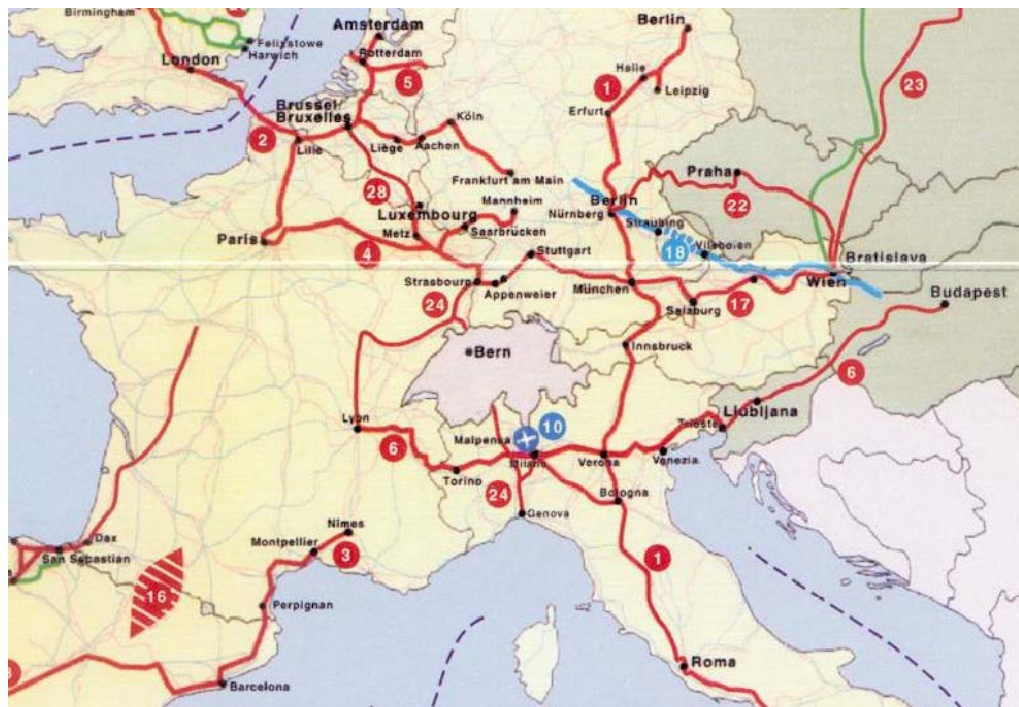 Birmingham
Felixstowe
Harwich
London
Amsterdam
Rotterdam
5
Brussel
Bruxelles
2
Lille
Liège
Aachen
Köln
Frankfurt am Main
28
Luxembourg
Mannheim
Saarbrücken
Metz
Paris
4
Strasbourg
Appenweier
Stuttgart
24
Berlin
Halle
Leipzig
1
Erfurt
Berlin
Nürnberg
Straubing
18
Vilshofen
Praha
22
23
München
Salzburg
17
Wien
Bratislava
Budapest
Innsbruck
Bern
Lyon
6
Malpensa
10
Milano
Torino
24
Genova
Verona
Venezia
Trieste
Ljubljana
6
Bologna
1
Roma
Nimes
Montpellier
3
Perpignan
Barcelona
Dax
San Sebastian
16